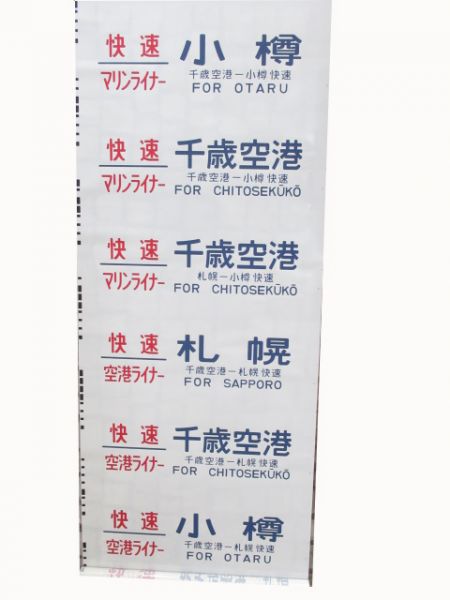 快速 小樽
マリンライナー 千歳空港ー小樽快速
FOR OTARU
快速 千歳空港
マリンライナー 千歳空港ー小樽快速
FOR CHITOSEKŪKŌ
快速 千歳空港
マリンライナー 札幌ー小樽快速
FOR CHITOSEKŪKŌ
快速 札幌
空港ライナー 千歳空港ー札幌快速
FOR SAPPORO
快速 千歳空港
空港ライナー 千歳空港ー札幌快速
FOR CHITOSEKŪKŌ
快速 小樽
空港ライナー 千歳空港ー札幌快速
FOR OTARU